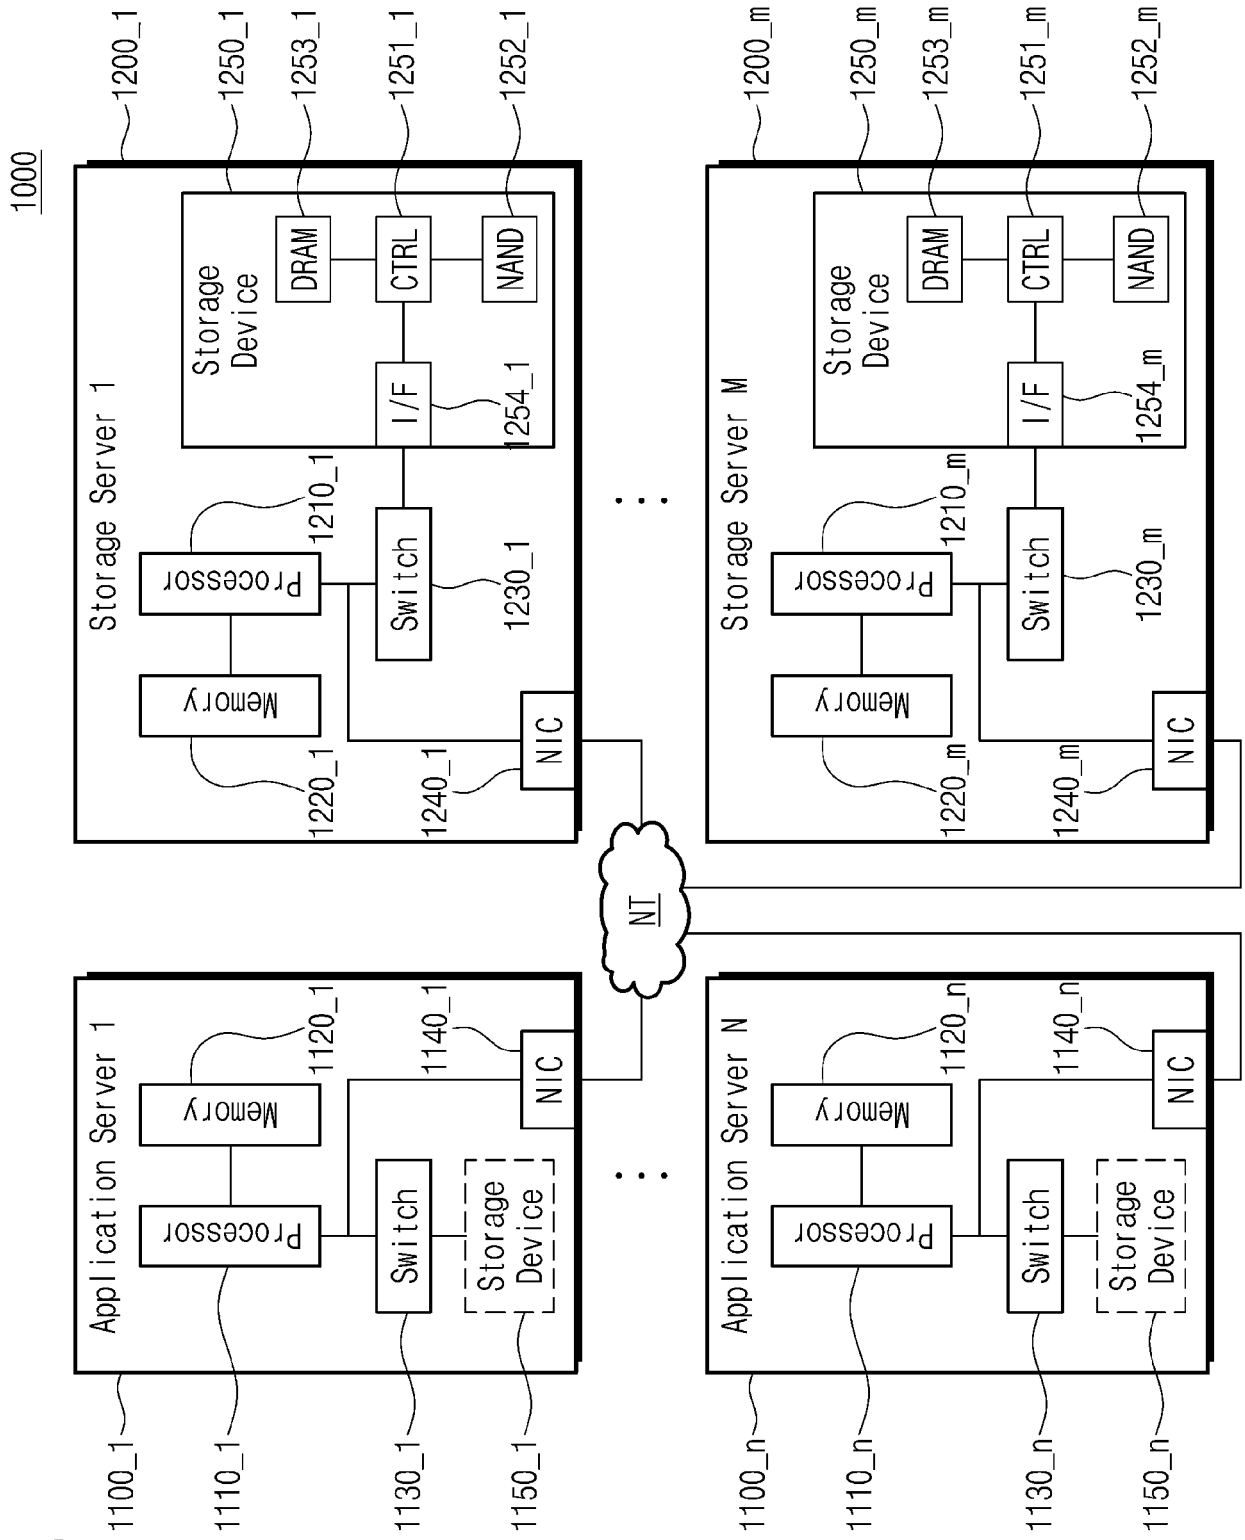 1000
Application Server 1
Processor
Memory
Switch
Storage
Device
NIC
1100_1
1110_1
1120_1
1130_1
1140_1
1150_1
Storage Server 1
Memory
Processor
Switch
NIC
Storage
Device
DRAM
CTRL
NAND
I/F
1200_1
1210_1
1220_1
1230_1
1240_1
1250_1
1253_1
1251_1
1252_1
1254_1
NT
...
...
Application Server N
Processor
Memory
Switch
Storage
Device
NIC
1100_n
1110_n
1120_n
1130_n
1140_n
1150_n
Storage Server M
Memory
Processor
Switch
NIC
Storage
Device
DRAM
CTRL
NAND
I/F
1200_m
1210_m
1220_m
1230_m
1240_m
1250_m
1253_m
1251_m
1252_m
1254_m